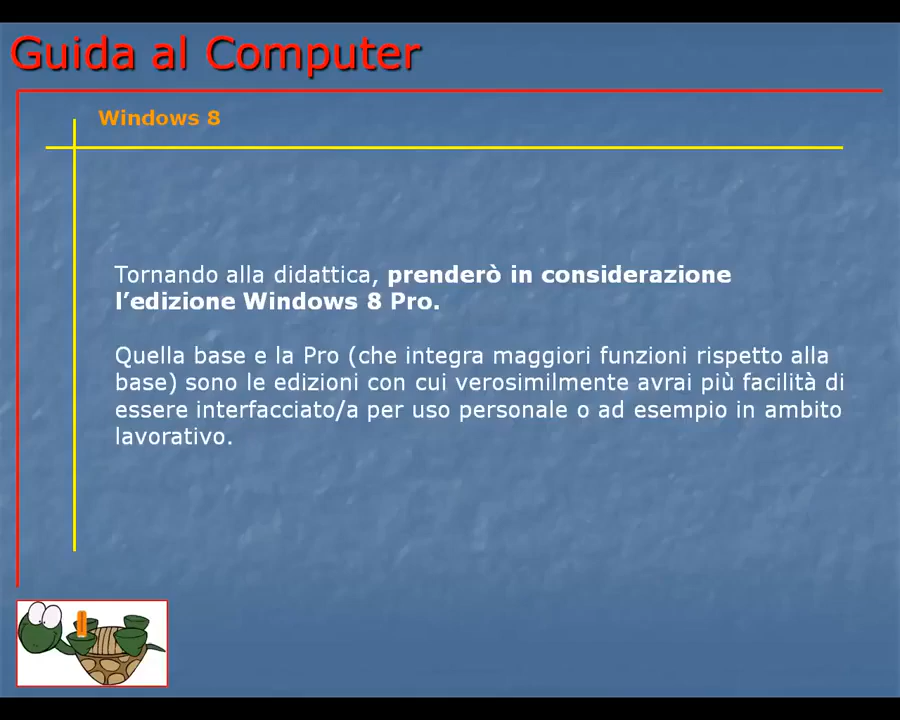 Guida al Computer
Windows 8
Tornando alla didattica, prenderò in considerazione
l’edizione Windows 8 Pro.
Quella base e la Pro (che integra maggiori funzioni rispetto alla
base) sono le edizioni con cui verosimilmente avrai più facilità di
essere interfacciato/a per uso personale o ad esempio in ambito
lavorativo.